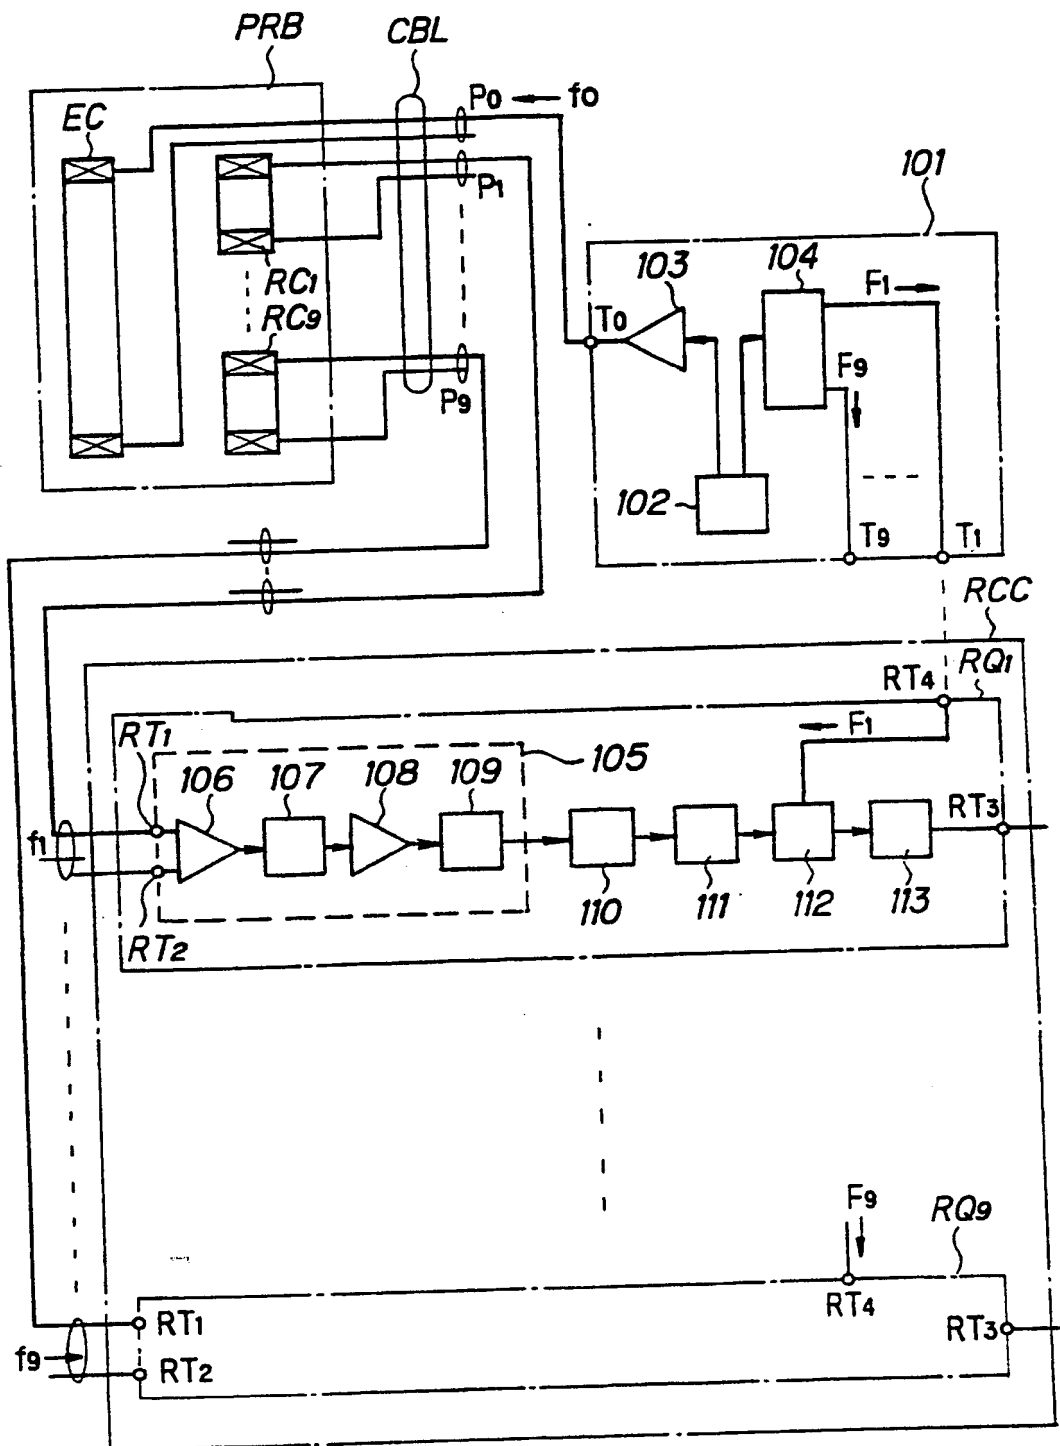 PRB
CBL
P0 f0
EC
P1
RC1
RC9
P9
101
103
104
F1
T0
F9
102
T9
T1
RCC
RT4
RQ1
F1
RT1
105
106
107
108
109
RT3
f1
110
111
112
113
RT2
F9
RQ9
RT4
RT1
RT3
f9
RT2